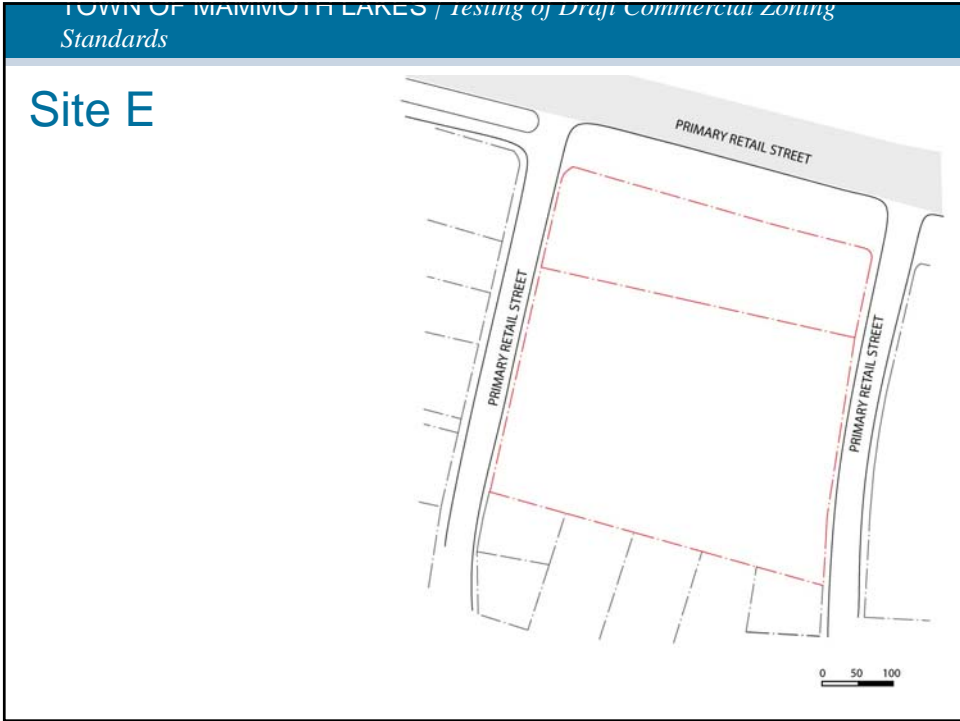 TOWN OF MAMMOTH LAKES / Testing of Draft Commercial Zoning
Standards
Site E
PRIMARY RETAIL STREET
PRIMARY RETAIL STREET
PRIMARY RETAIL STREET
0 50 100